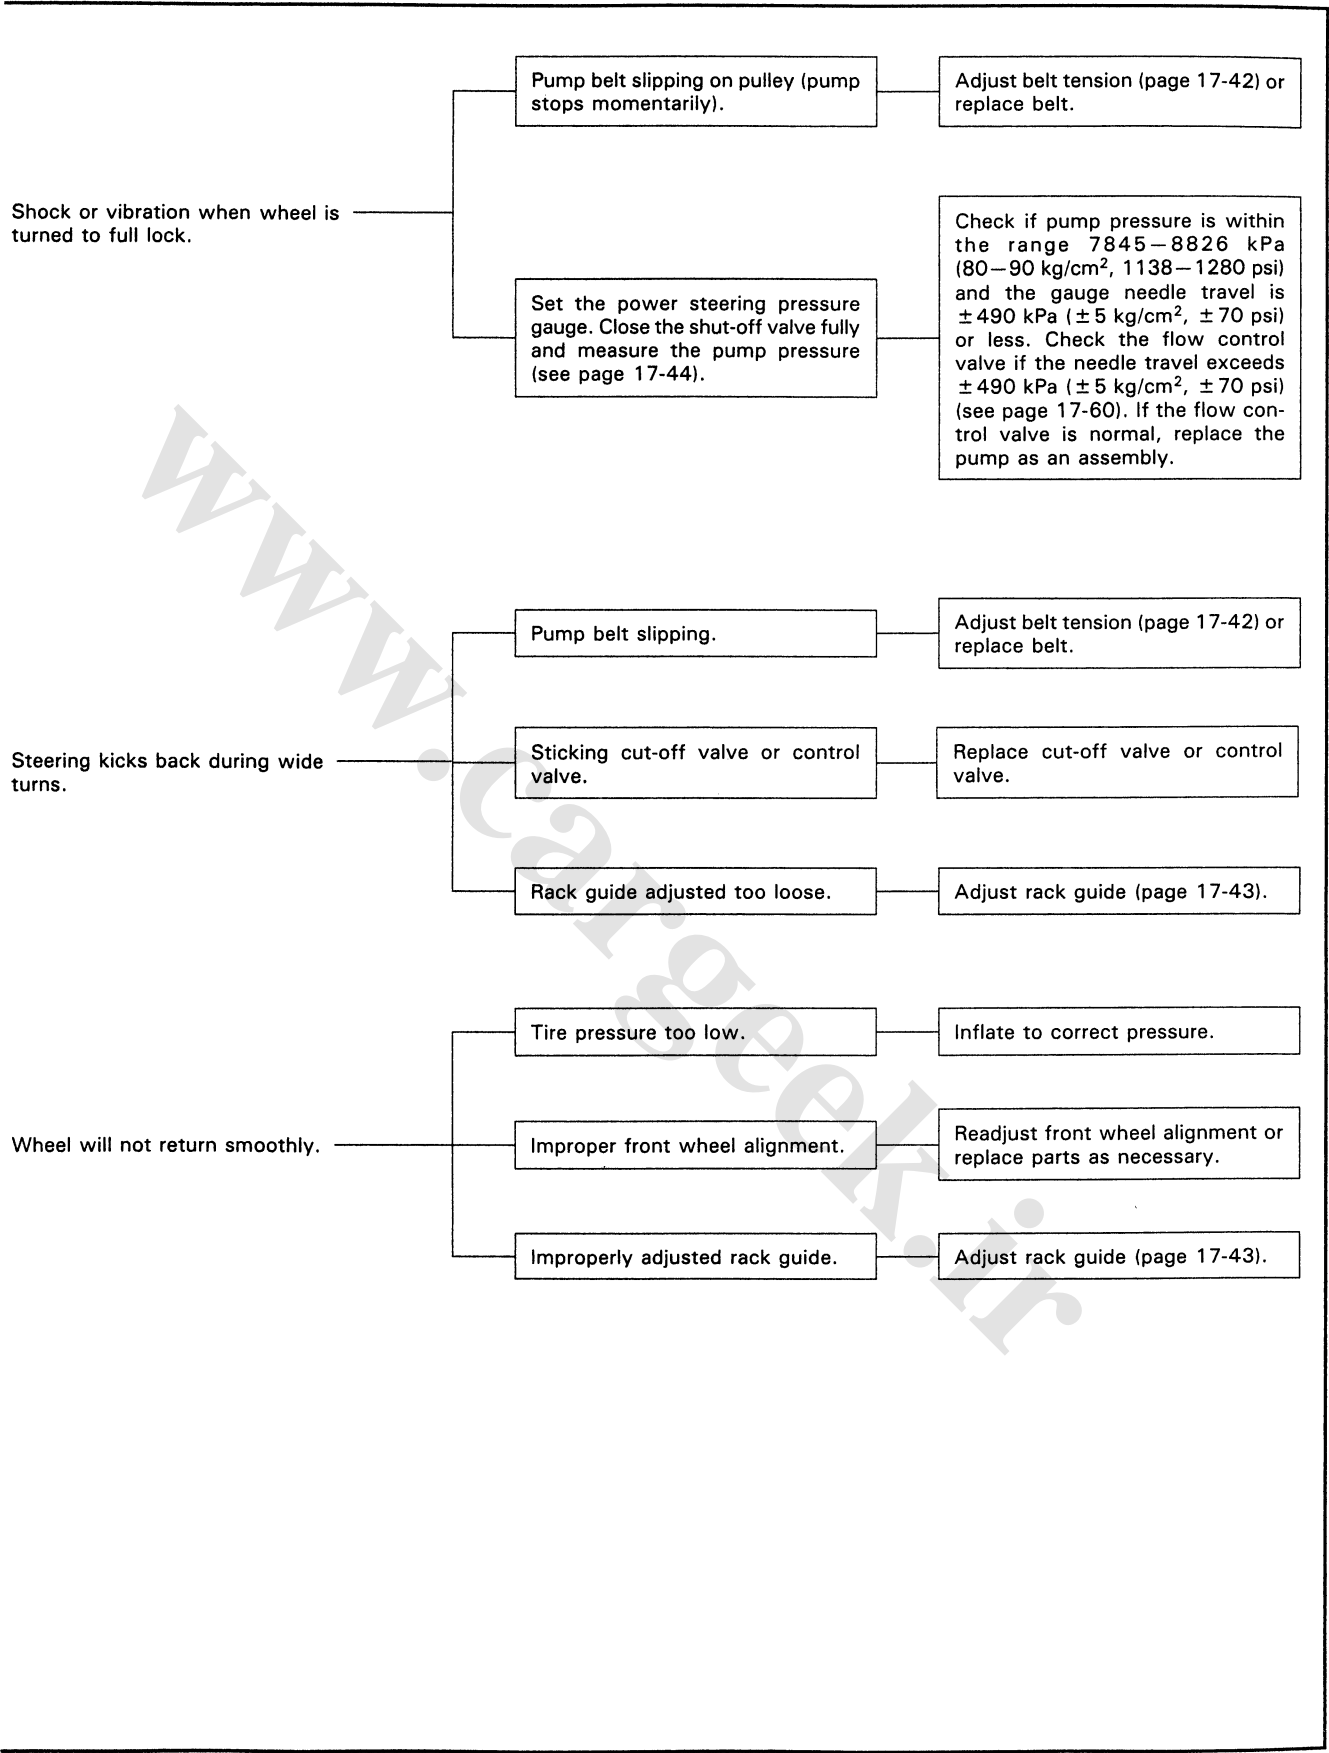 Pump belt slipping on pulley (pump
stops momentarily).
Adjust belt tension (page 17-42) or
replace belt.
Shock or vibration when wheel is
turned to full lock.
Set the power steering pressure
gauge. Close the shut-off valve fully
and measure the pump pressure
(see page 17-44).
Check if pump pressure is within
the range 7845—8826 kPa
(80—90 kg/cm², 1138—1280 psi)
and the gauge needle travel is
±490 kPa (±5 kg/cm², ±70 psi)
or less. Check the flow control
valve if the needle travel exceeds
±490 kPa (±5 kg/cm², ±70 psi)
(see page 17-60). If the flow con-
trol valve is normal, replace the
pump as an assembly.
Steering kicks back during wide
turns.
Pump belt slipping.
Adjust belt tension (page 17-42) or
replace belt.
Sticking cut-off valve or control
valve.
Replace cut-off valve or control
valve.
Rack guide adjusted too loose.
Adjust rack guide (page 17-43).
Wheel will not return smoothly.
Tire pressure too low.
Inflate to correct pressure.
Improper front wheel alignment.
Readjust front wheel alignment or
replace parts as necessary.
Improperly adjusted rack guide.
Adjust rack guide (page 17-43).
www.cargeek.ir